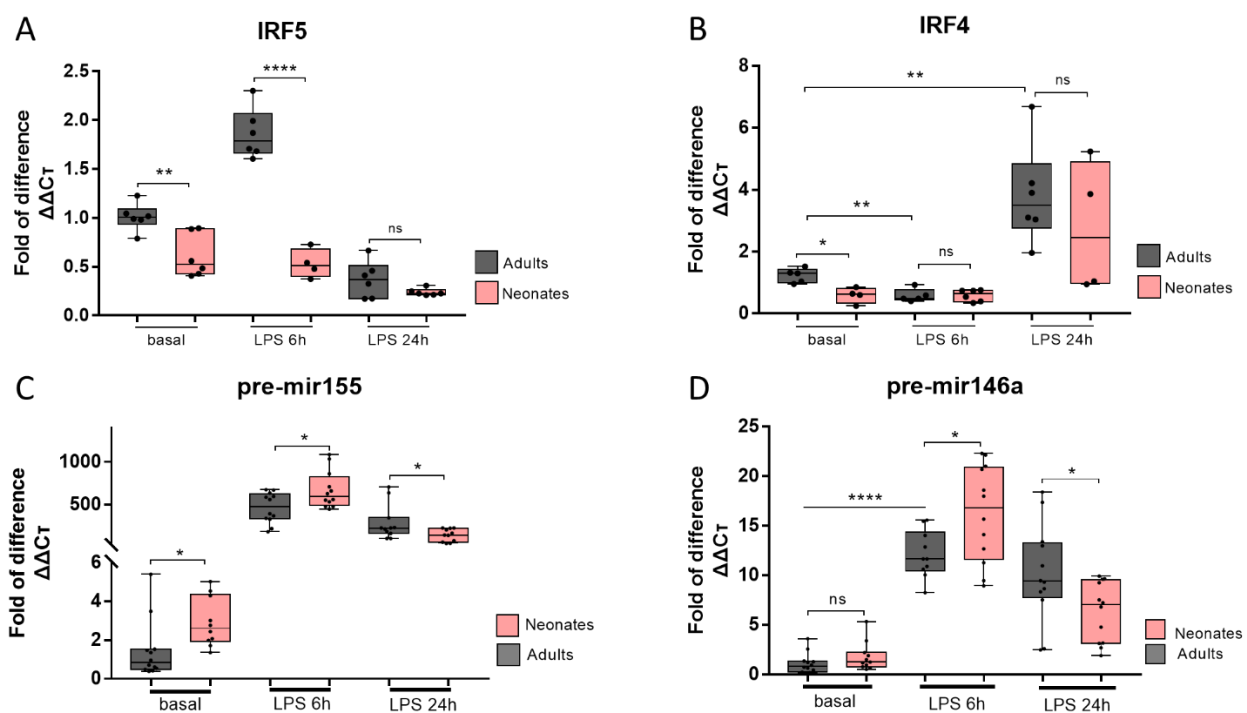 A
IRF5
Fold of difference
ΔΔCT
2.5
2.0
1.5
1.0
0.5
0.0
**
****
ns
basal
LPS 6h
LPS 24h
Adults
Neonates
B
IRF4
Fold of difference
ΔΔCT
8
6
4
2
0
**
ns
**
*
ns
basal
LPS 6h
LPS 24h
Adults
Neonates
C
pre-mir155
Fold of difference
ΔΔCT
1000
500
6
4
2
0
*
*
*
basal
LPS 6h
LPS 24h
Neonates
Adults
D
pre-mir146a
Fold of difference
ΔΔCT
25
20
15
10
5
0
*
*
****
ns
basal
LPS 6h
LPS 24h
Neonates
Adults